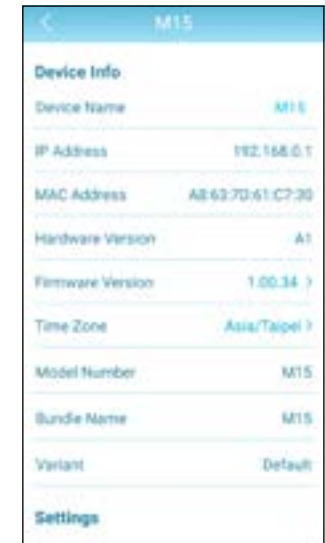 M15
Device Info
Device Name M15
IP Address 192.168.0.1
MAC Address A8:63:7D:61:C7:30
Hardware Version A1
Firmware Version 1.00.34
Time Zone Asia/Taipei
Model Number M15
Bundle Name M15
Variant Default
Settings